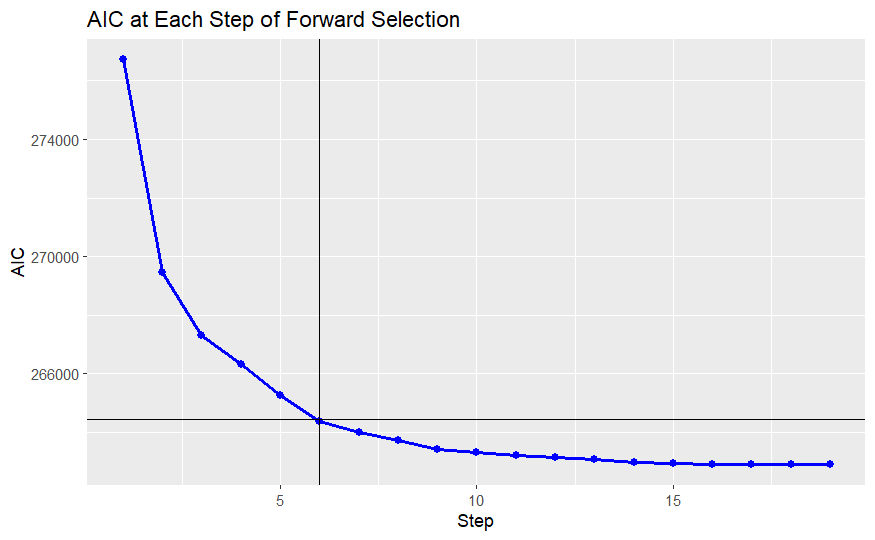 AIC at Each Step of Forward Selection
AIC
274000
270000
266000
5 10 15
Step